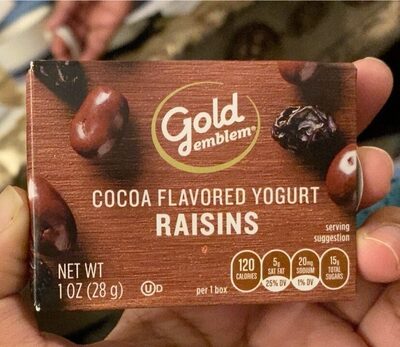 Gold
emblem®
COCOA FLAVORED YOGURT
RAISINS
serving
suggestion
NET WT
1 OZ (28 g)
U D
per 1 box
120
CALORIES
5g
SAT FAT
25% DV
20mg
SODIUM
1% DV
15g
TOTAL
SUGARS